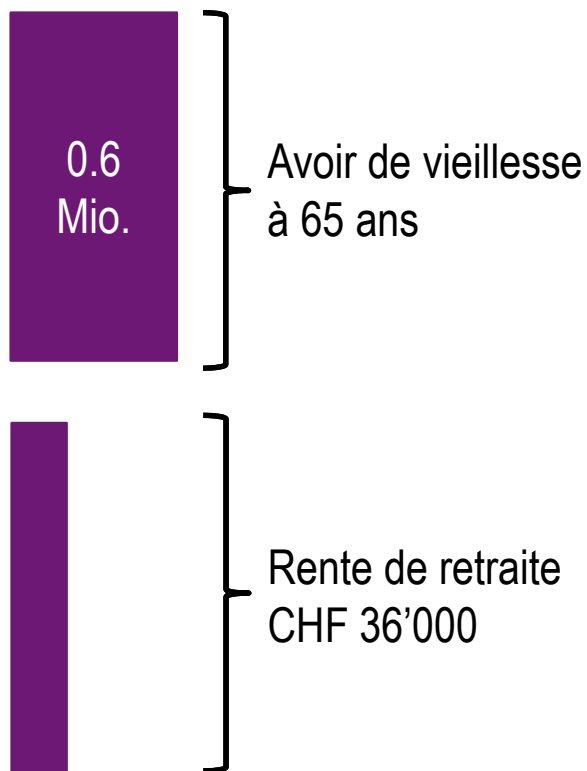 0.6
Mio.
Avoir de vieillesse
à 65 ans
Rente de retraite
CHF 36’000